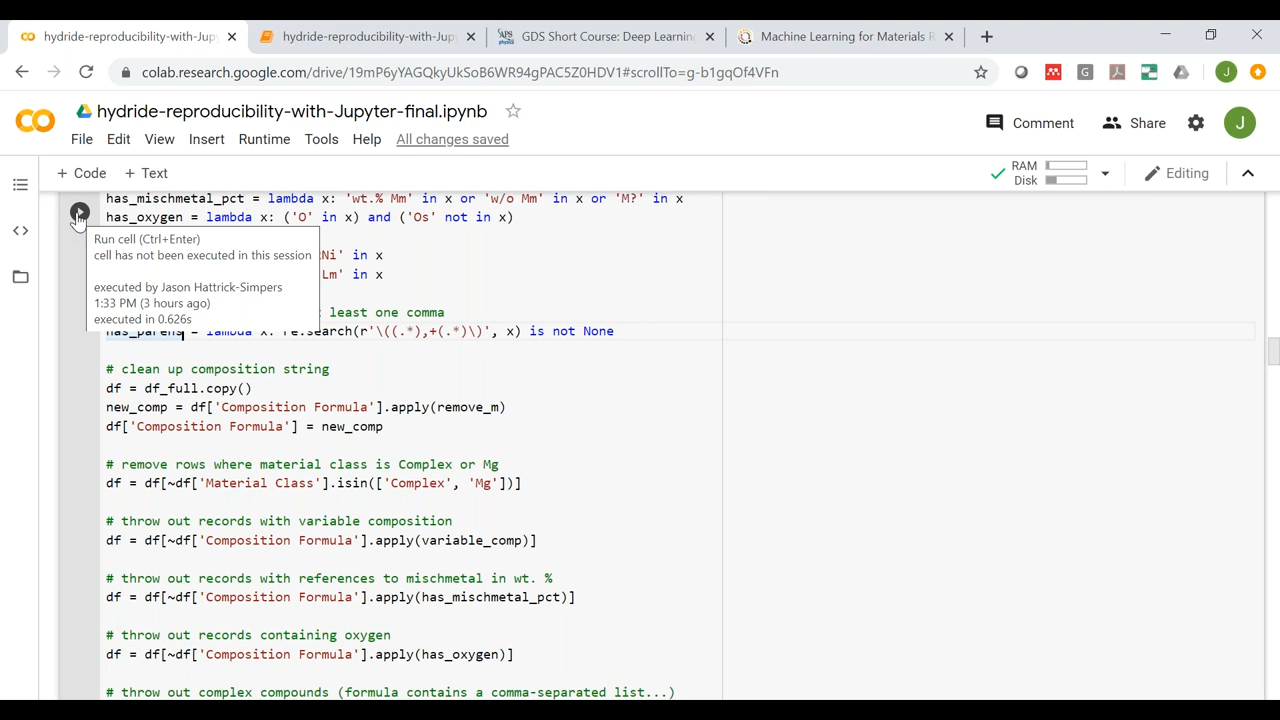 hydride-reproducibility-with-Jup
hydride-reproducibility-with-Jup
APS physics
GDS Short Course: Deep Learning
Machine Learning for Materials R
colab.research.google.com/drive/19mP6yYAGQkyUkSoB6WR94gPAC5Z0HDV1#scrollTo=g-b1gqOf4VFn
G
J
hydride-reproducibility-with-Jupyter-final.ipynb
Comment
Share
J
File Edit View Insert Runtime Tools Help All changes saved
+ Code + Text
RAM
Disk
Editing
has_mischmetal_pct = lambda x: 'wt.% Mm' in x or 'w/o Mm' in x or 'M?' in x
has_oxygen = lambda x: ('O' in x) and ('Os' not in x)
Run cell (Ctrl+Enter)
cell has not been executed in this session
Ni' in x
Lm' in x
executed by Jason Hattrick-Simpers
1:33 PM (3 hours ago)
executed in 0.626s
t least one comma
has_parens = lambda x: re.search(r'\((.*),+(.*)\)', x) is not None
# clean up composition string
df = df_full.copy()
new_comp = df['Composition Formula'].apply(remove_m)
df['Composition Formula'] = new_comp
# remove rows where material class is Complex or Mg
df = df[~df['Material Class'].isin(['Complex', 'Mg'])]
# throw out records with variable composition
df = df[~df['Composition Formula'].apply(variable_comp)]
# throw out records with references to mischmetal in wt. %
df = df[~df['Composition Formula'].apply(has_mischmetal_pct)]
# throw out records containing oxygen
df = df[~df['Composition Formula'].apply(has_oxygen)]
# throw out complex compounds (formula contains a comma-separated list...)